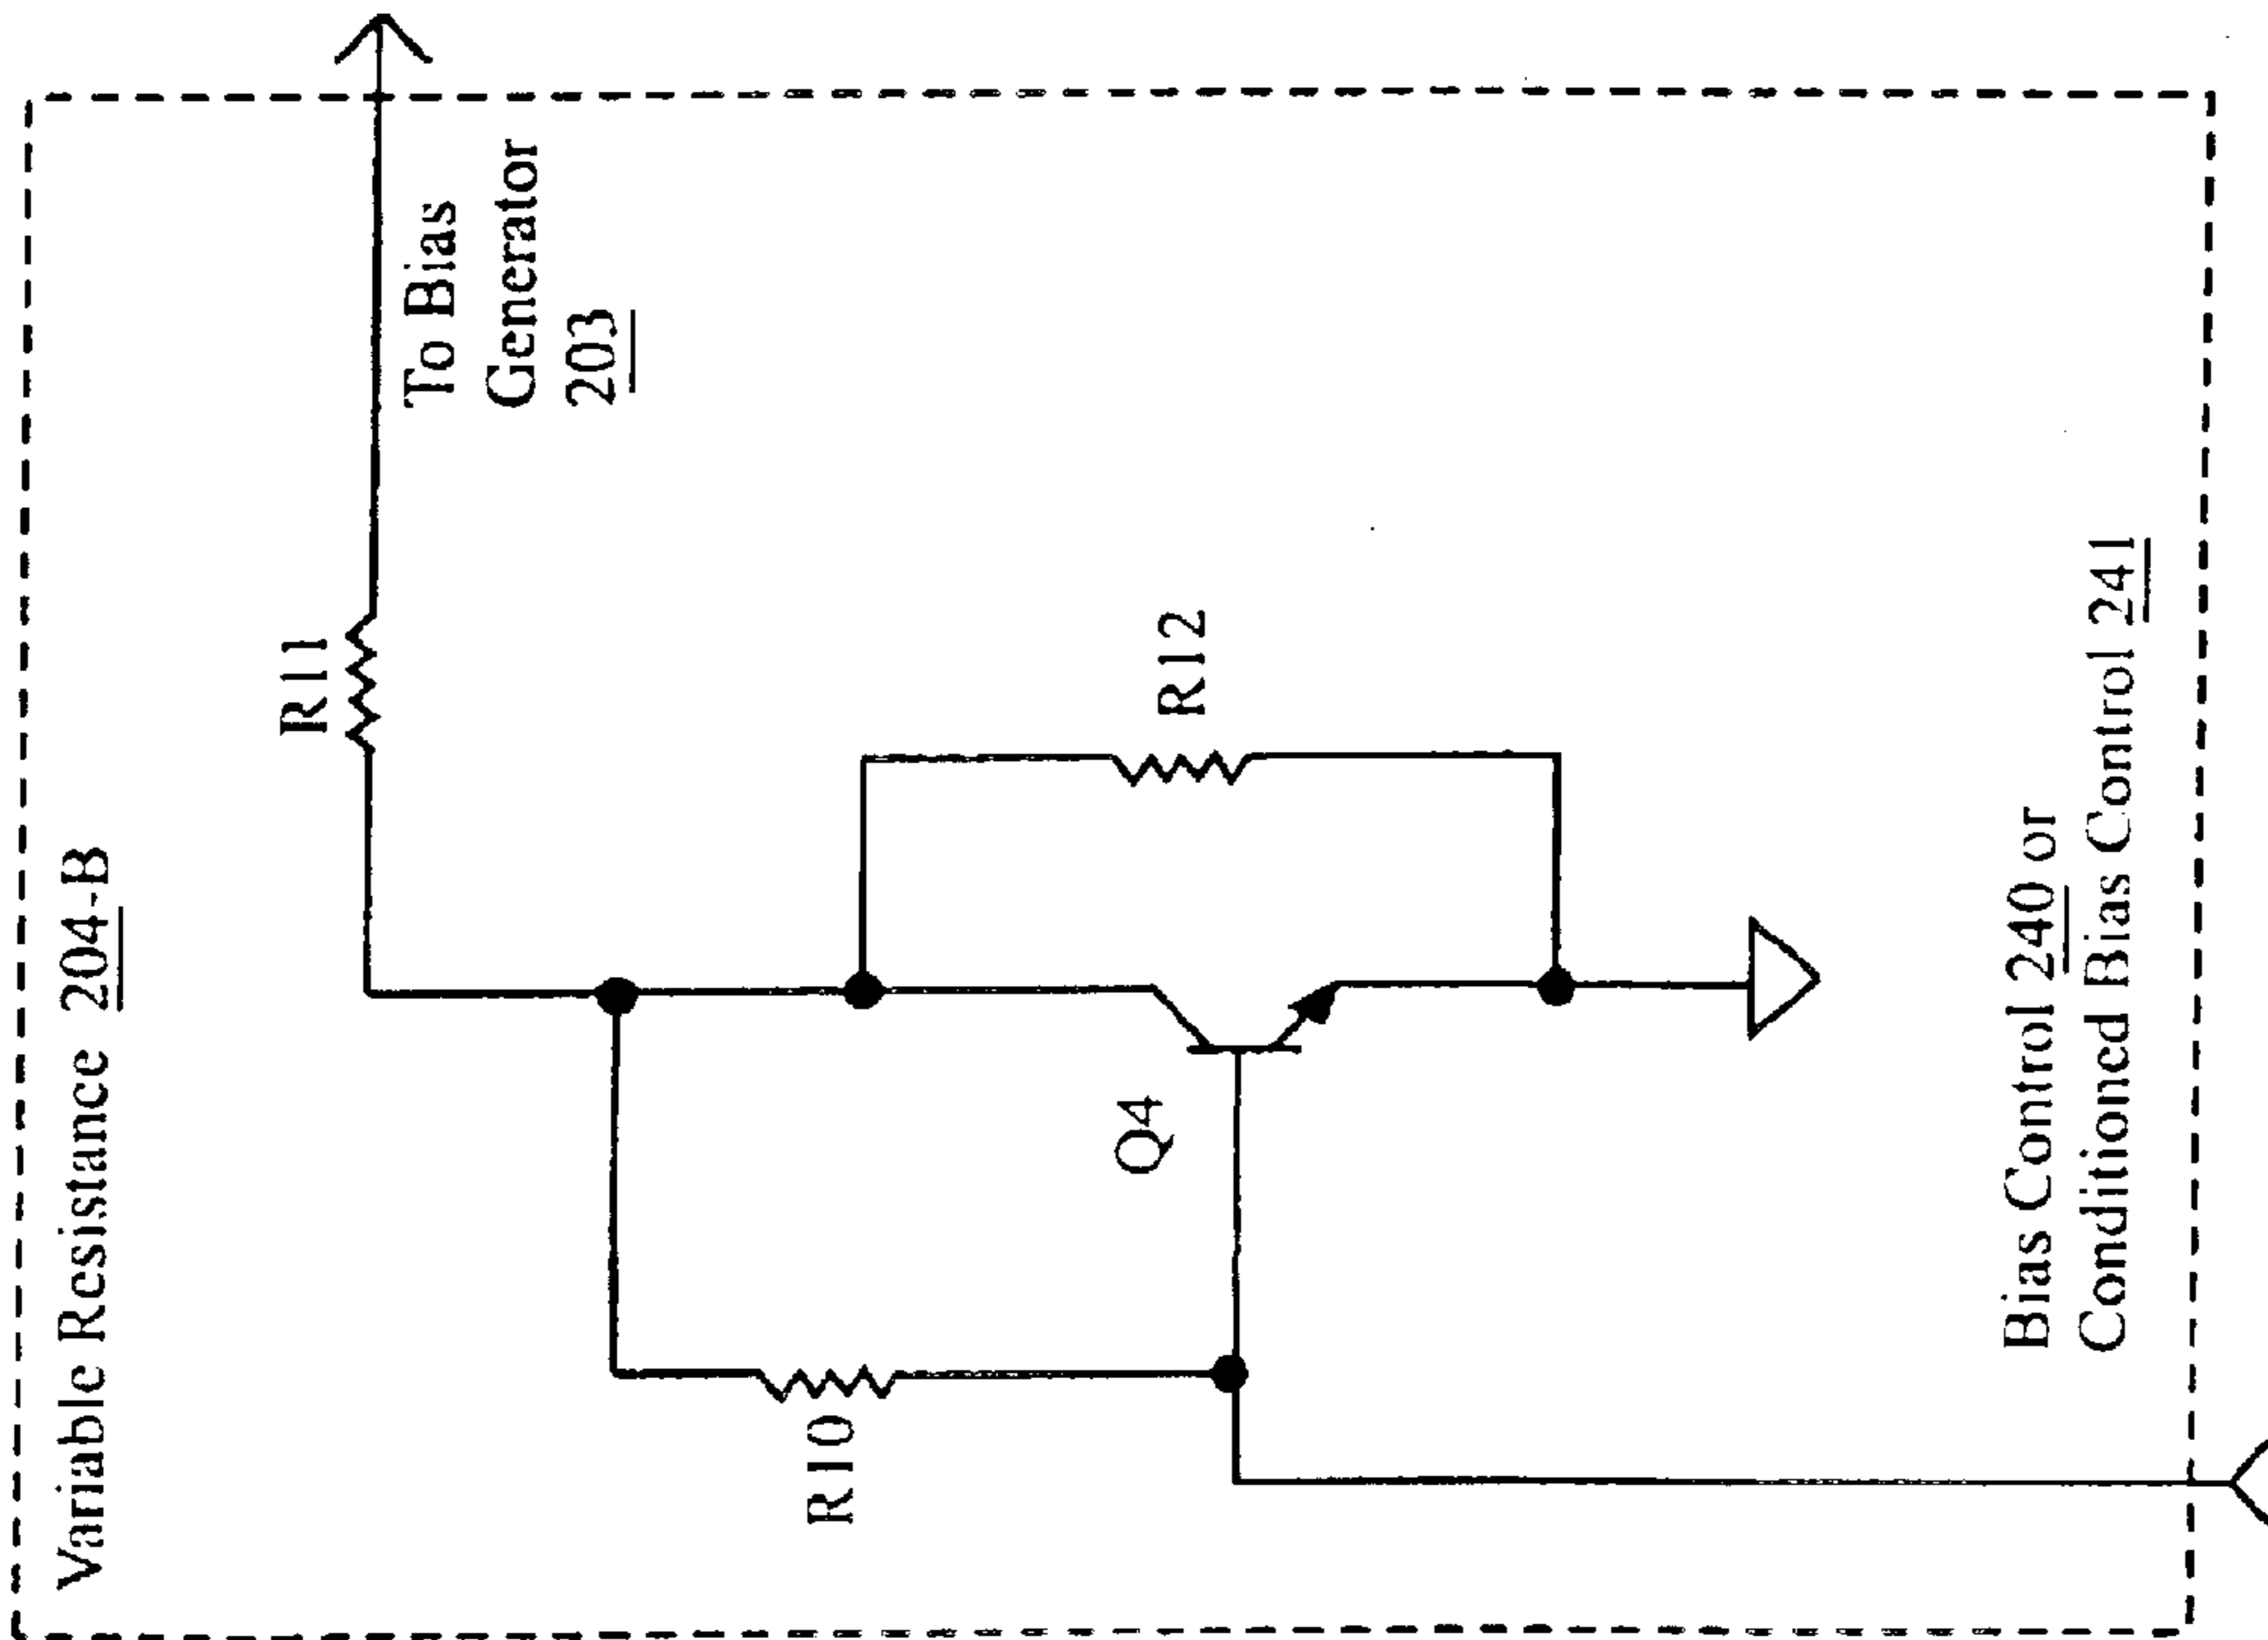 Variable Resistance 204-B
R11
To Bias
Generator
203
R10
Q4
R12
Bias Control 240 or
Conditioned Bias Control 241